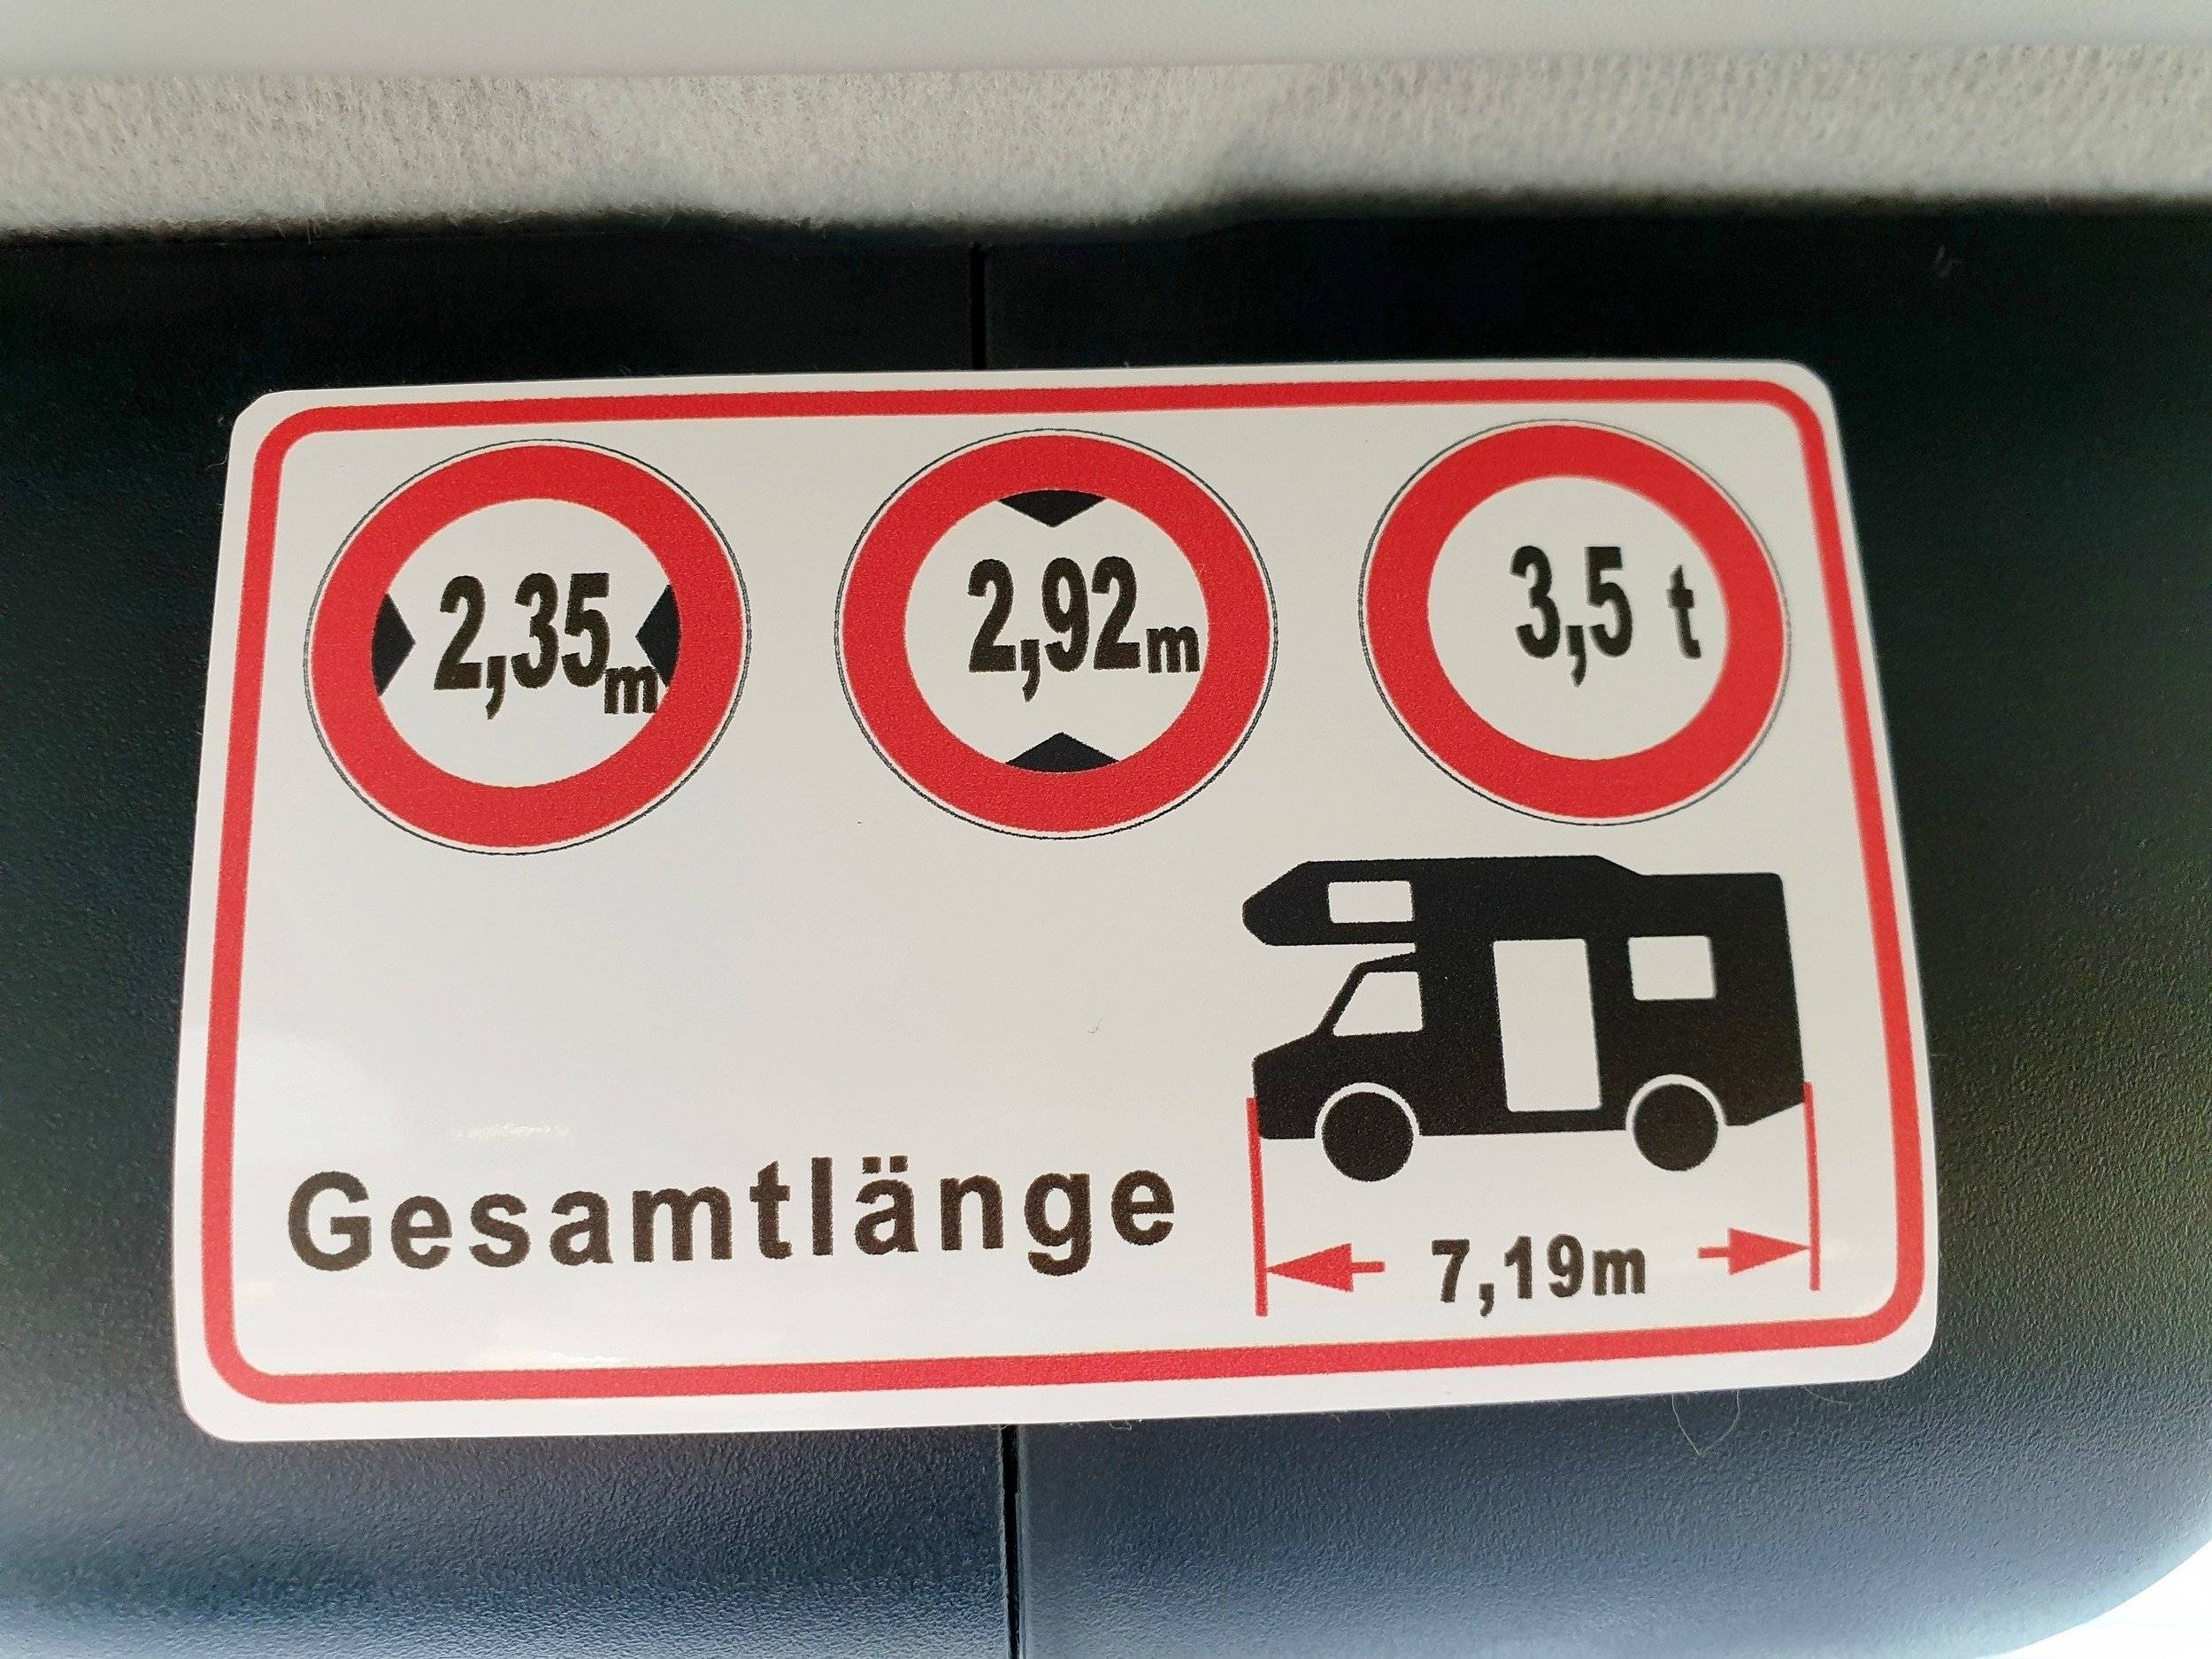 2,35m
2,92m
3,5 t
Gesamtlänge
7,19m